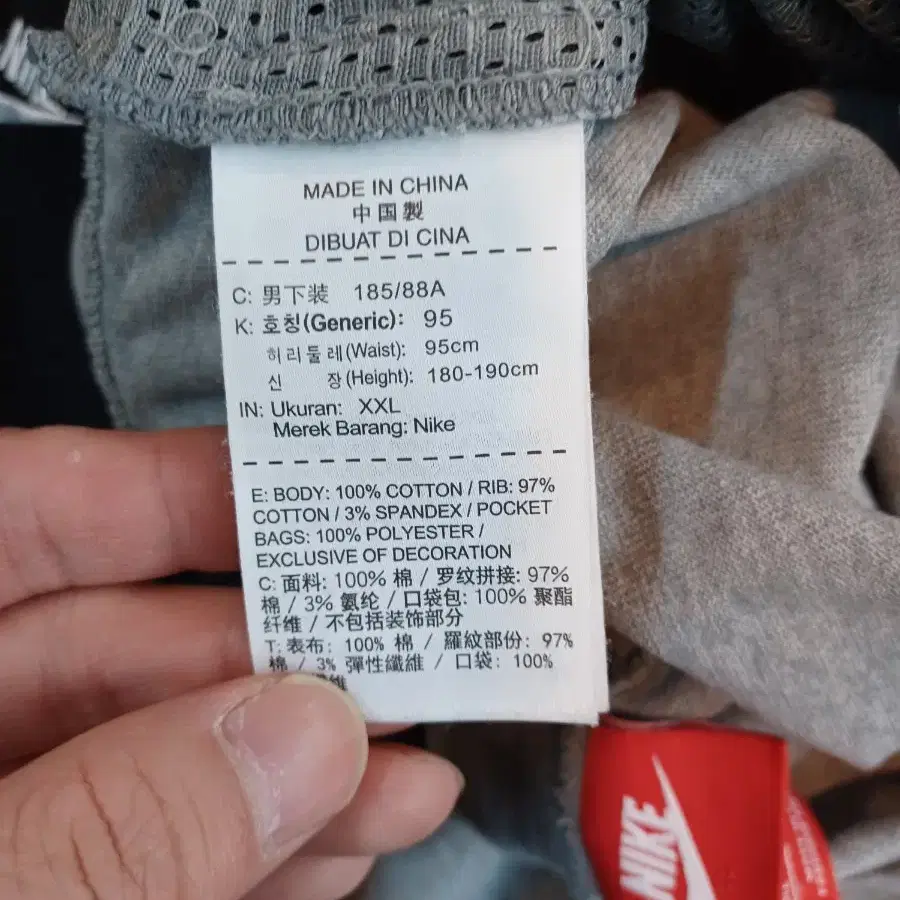 MADE IN CHINA
中国製
DIBUAT DI CINA
C: 男下装 185/88A
K: 호칭(Generic): 95
허리둘레(Waist): 95cm
신 장(Height): 180-190cm
IN: Ukuran: XXL
Merek Barang: Nike
E: BODY: 100% COTTON / RIB: 97%
COTTON / 3% SPANDEX / POCKET
BAGS: 100% POLYESTER /
EXCLUSIVE OF DECORATION
C: 面料: 100% 棉 / 罗纹拼接: 97%
棉 / 3% 氨纶 / 口袋包: 100% 聚酯
纤维 / 不包括装饰部分
T: 表布: 100% 棉 / 羅紋部份: 97%
棉 / 3% 彈性纖維 / 口袋: 100%
維
NIKE